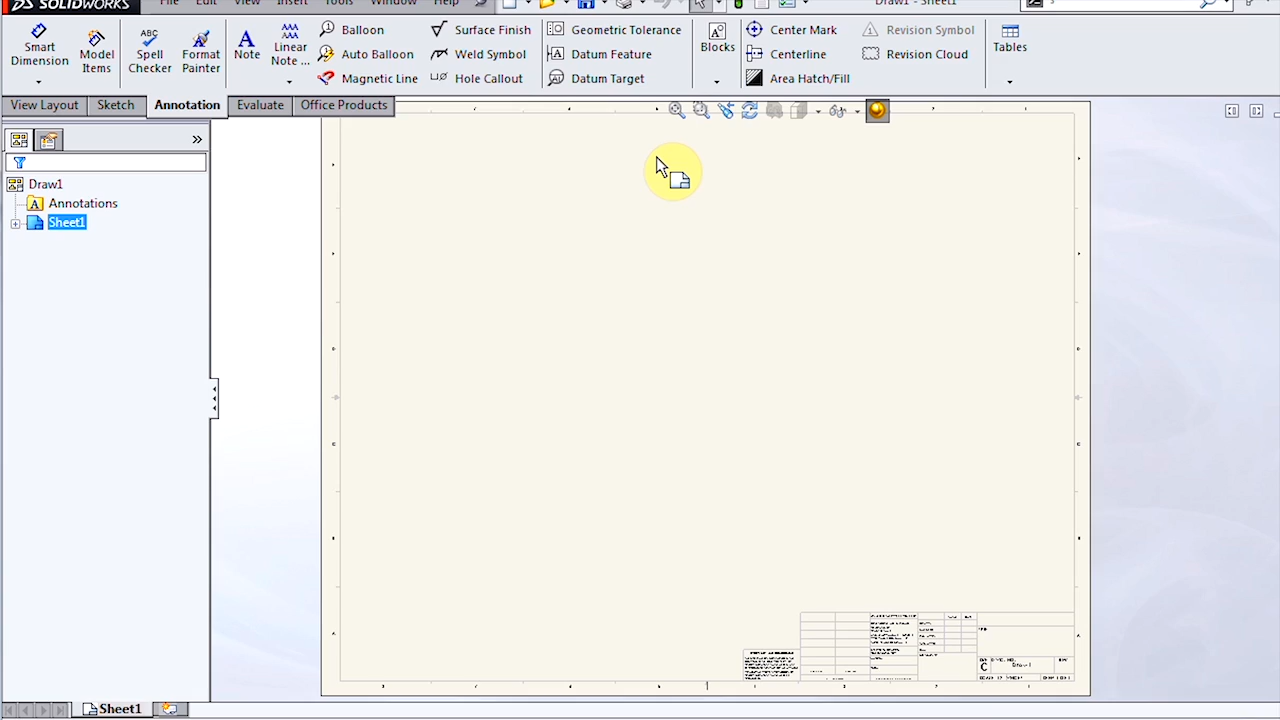 SOLIDWORKS File Edit View Insert Tools Window Help Draw1 - Sheet1
Smart Dimension
Model Items
Spell Checker
Format Painter
Note
Linear Note ...
Balloon
Auto Balloon
Magnetic Line
Surface Finish
Weld Symbol
Hole Callout
Geometric Tolerance
Datum Feature
Datum Target
Blocks
Center Mark
Centerline
Area Hatch/Fill
Revision Symbol
Revision Cloud
Tables
View Layout Sketch Annotation Evaluate Office Products
Draw1
Annotations
Sheet1
C Draw1
Sheet1